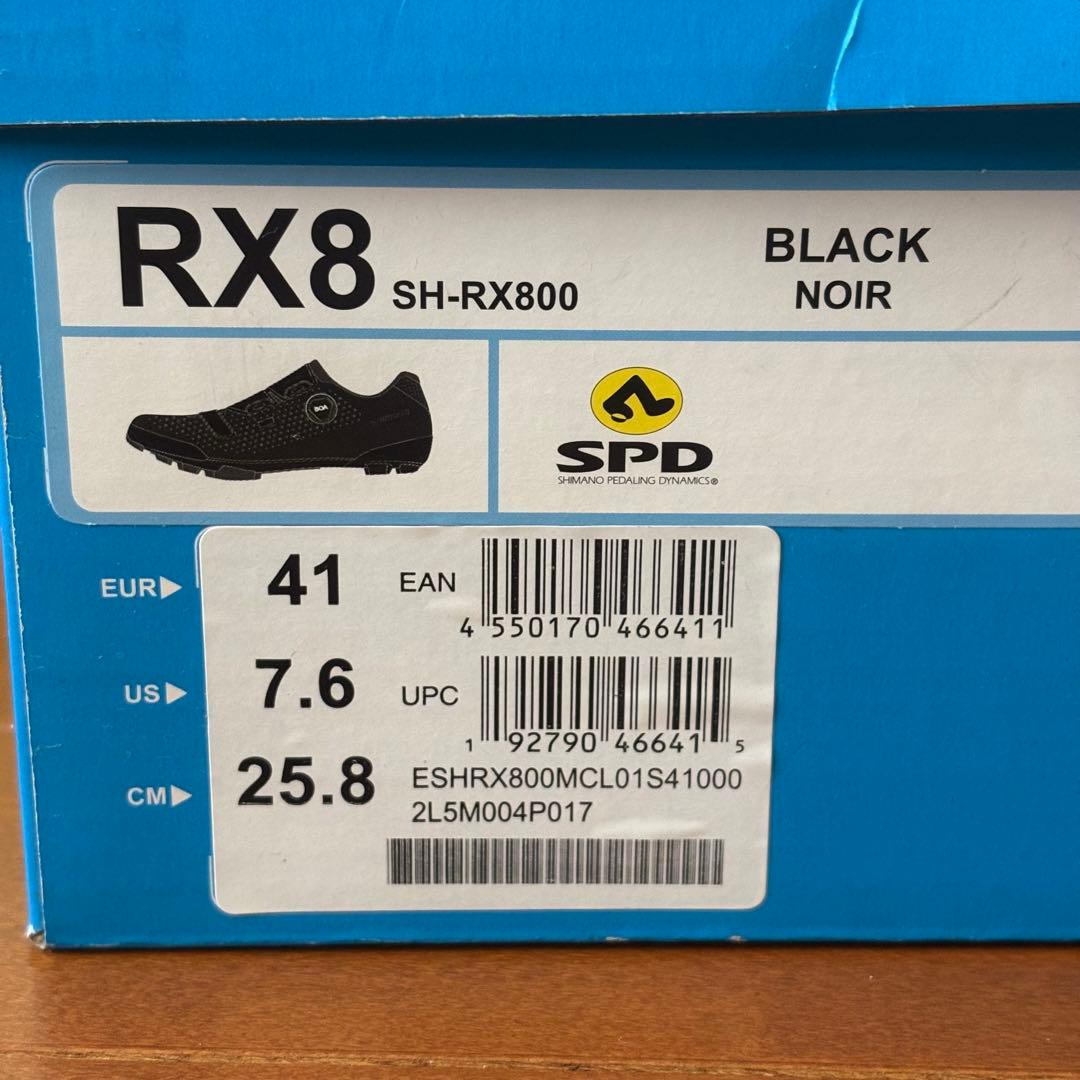 RX8 SH-RX800
BLACK
NOIR
BOA
SPD
SHIMANO PEDALING DYNAMICS®
EUR 41
EAN
4 550170 466411
US 7.6
UPC
1 92790 46641 5
CM 25.8
ESHRX800MCL01S41000
2L5M004P017